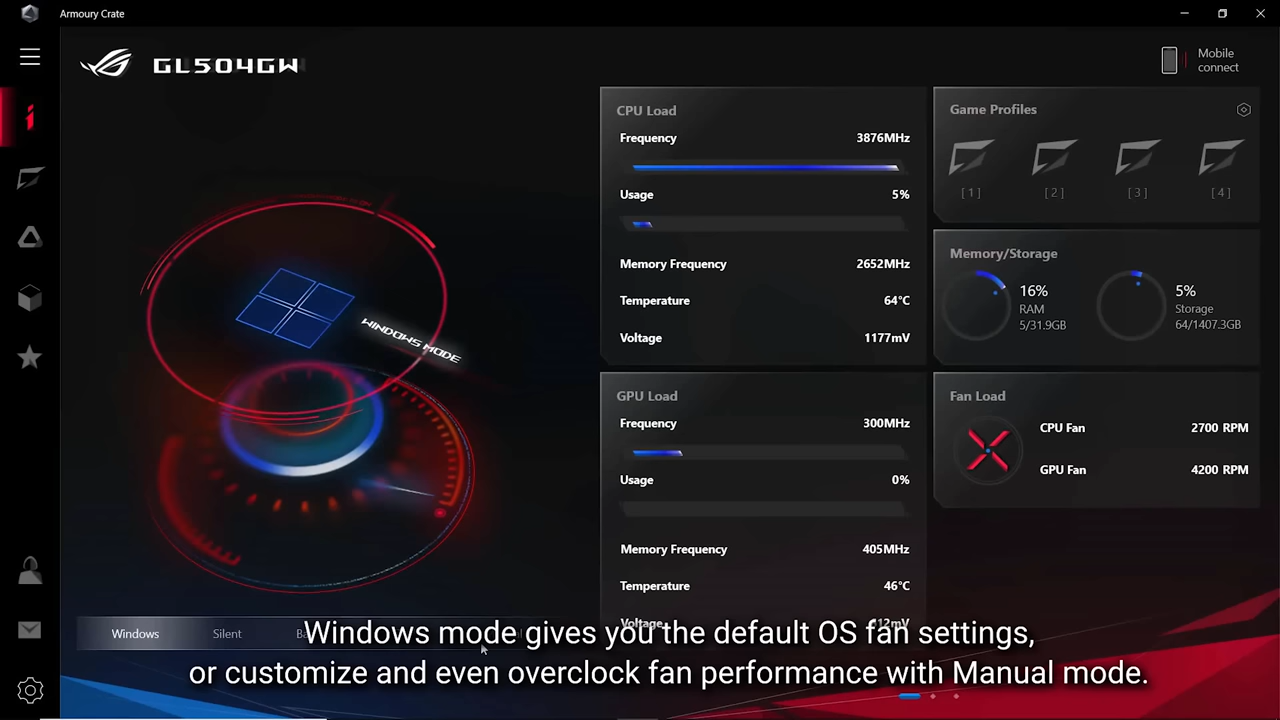 Armoury Crate
GL504GW
Mobile
connect
WINDOWS MODE
CPU Load
Frequency 3876MHz
Usage 5%
Memory Frequency 2652MHz
Temperature 64°C
Voltage 1177mV
GPU Load
Frequency 300MHz
Usage 0%
Memory Frequency 405MHz
Temperature 46°C
Game Profiles
[1] [2] [3] [4]
Memory/Storage
16%
RAM
5/31.9GB
5%
Storage
64/1407.3GB
Fan Load
CPU Fan 2700 RPM
GPU Fan 4200 RPM
Windows Silent
Windows mode gives you the default OS fan settings,
or customize and even overclock fan performance with Manual mode.